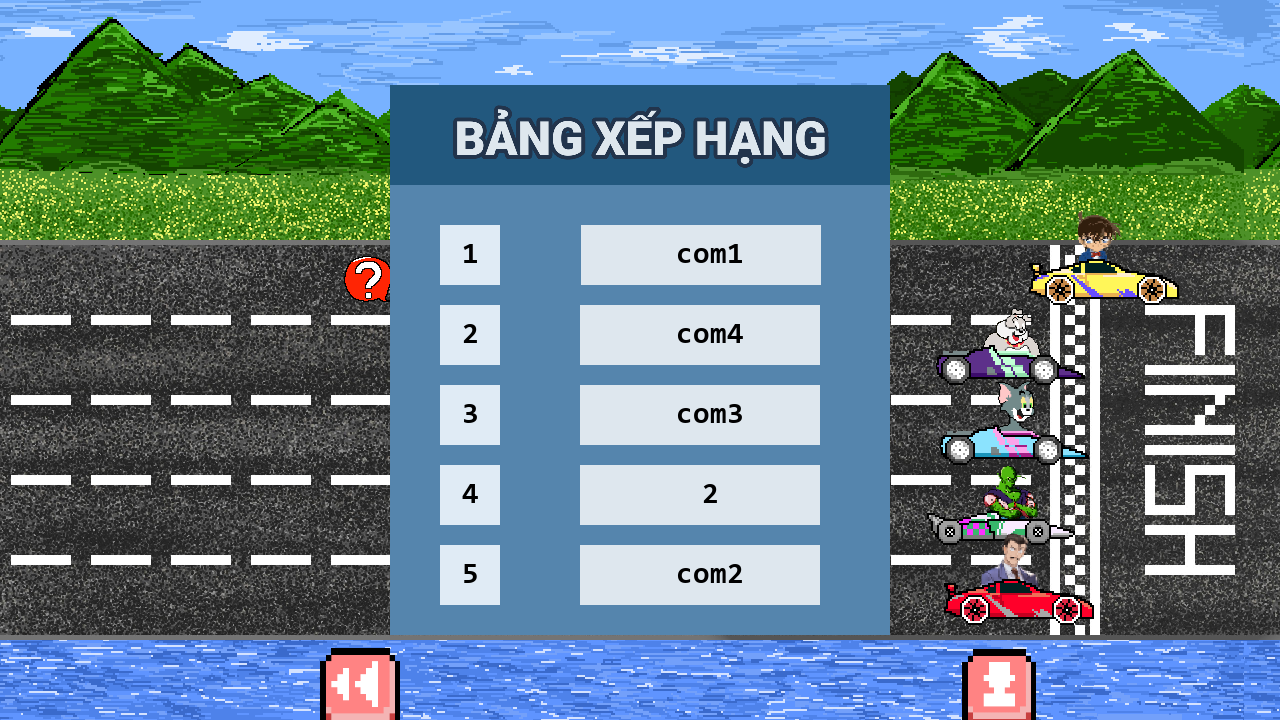 BẢNG XẾP HẠNG
1 com1
2 com4
3 com3
4 2
5 com2
?
FINISH